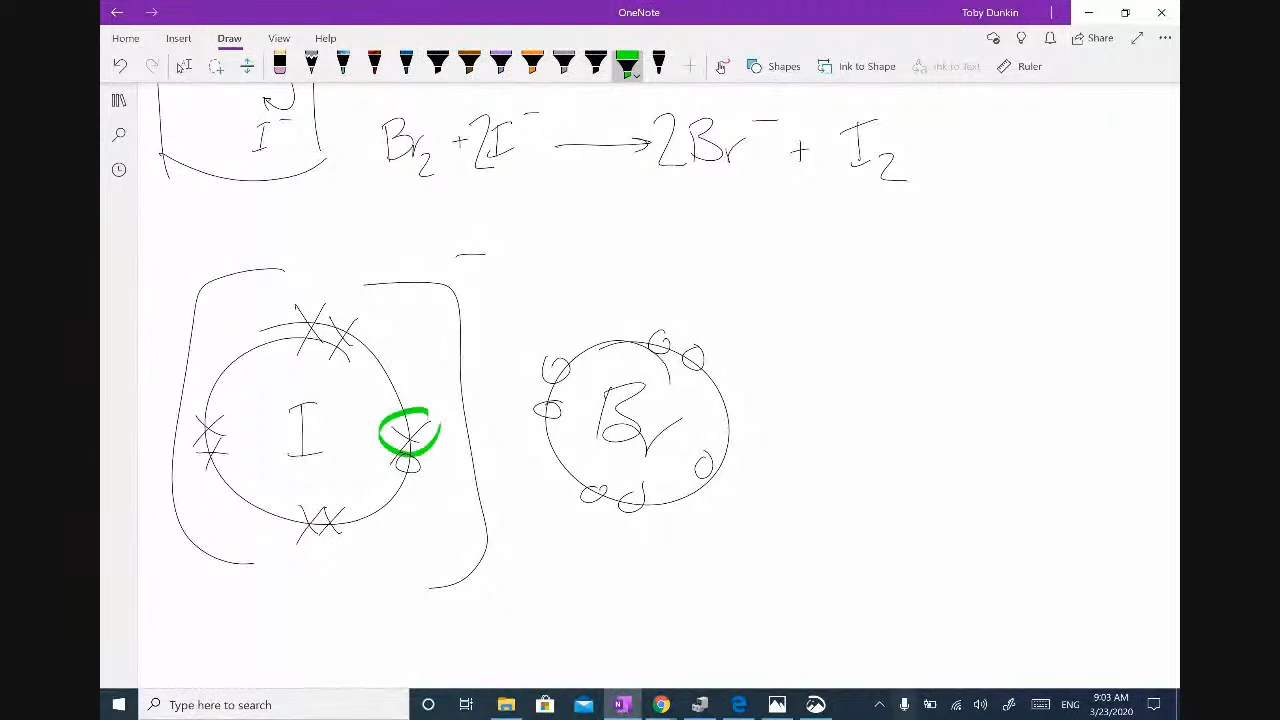 OneNote
Toby Dunkin
Home Insert Draw View Help
Share
Shapes Ink to Shape Ink to Text Ruler
I⁻
Br₂ + 2I⁻ → 2Br⁻ + I₂
−
I
Br
Type here to search
ENG
9:03 AM
3/23/2020